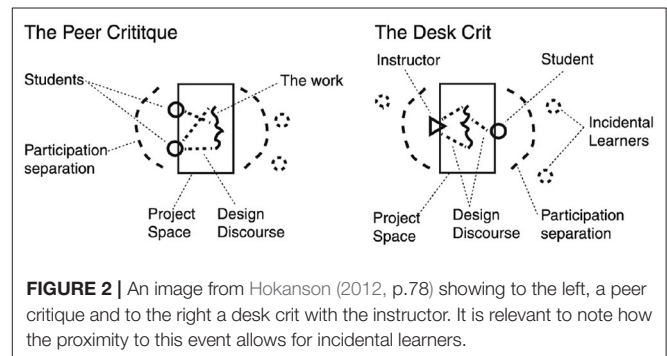 The Peer Crititque
Students
The work
Participation
separation
Project
Space
Design
Discourse
The Desk Crit
Instructor
Student
Incidental
Learners
Project
Space
Design
Discourse
Participation
separation
FIGURE 2 | An image from Hokanson (2012, p.78) showing to the left, a peer
critique and to the right a desk crit with the instructor. It is relevant to note how
the proximity to this event allows for incidental learners.